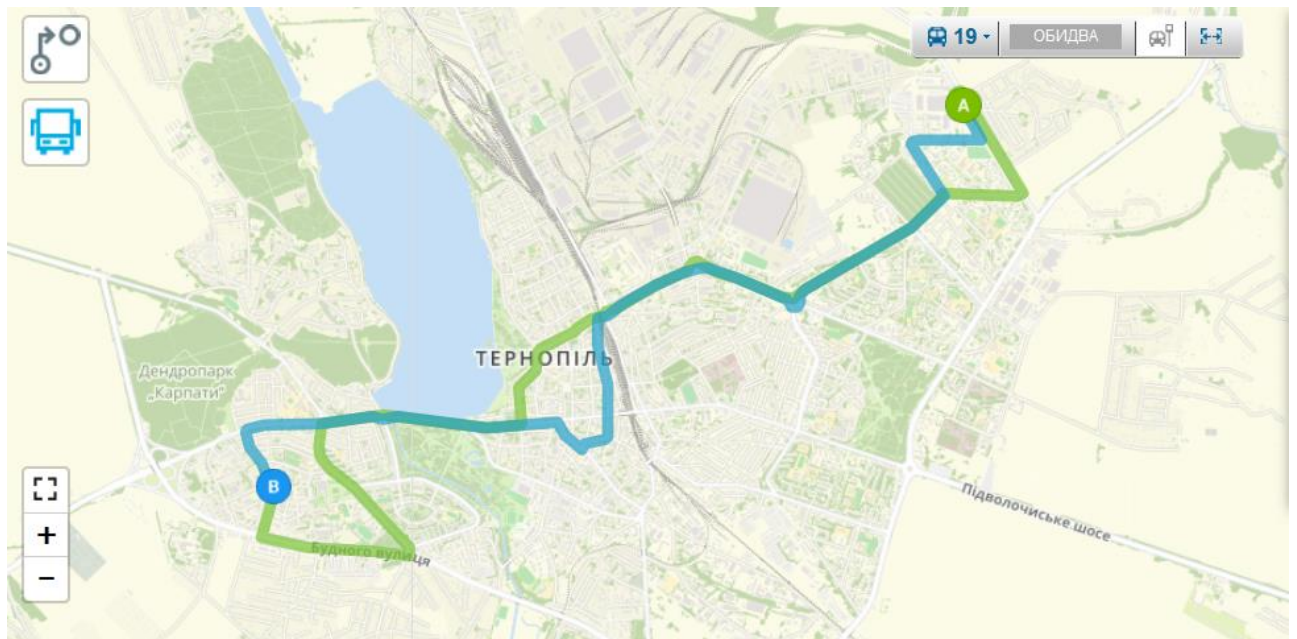 19
ОБИДВА
A
ТЕРНОПІЛЬ
Дендропарк
„Карпати“
B
Підволочиське шосе
Будного вулиця
+
−